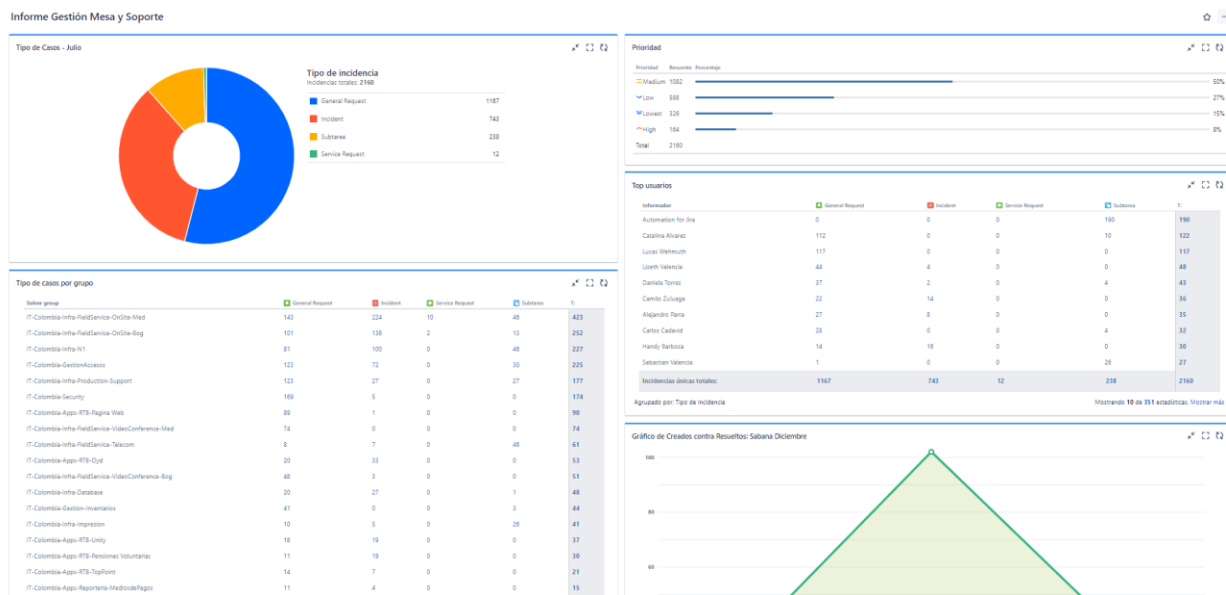 Informe Gestión Mesa y Soporte
Tipo de Casos - Julio
Tipo de incidencia
Incidencias totales: 2160
General Request 1167
Incident 743
Subtarea 238
Service Request 12
Tipo de casos por grupo
Solver group General Request Incident Service Request Subtarea T:
IT-Colombia-Infra-FieldService-OnSite-Med 143 224 10 46 423
IT-Colombia-Infra-FieldService-OnSite-Bog 101 136 2 13 252
IT-Colombia-Infra-N1 81 100 0 46 227
IT-Colombia-GestionAccesos 123 72 0 30 225
IT-Colombia-Infra-Production-Support 123 27 0 27 177
IT-Colombia-Security 169 5 0 0 174
IT-Colombia-Apps-RTB-Pagina Web 89 1 0 0 90
IT-Colombia-Infra-FieldService-VideoConference-Med 74 0 0 0 74
IT-Colombia-Infra-FieldService-Telecom 8 7 0 46 61
IT-Colombia-Apps-RTB-Oyd 20 33 0 0 53
IT-Colombia-Infra-FieldService-VideoConference-Bog 48 3 0 0 51
IT-Colombia-Infra-Database 20 27 0 1 48
IT-Colombia-Gestion-Inventarios 41 0 0 3 44
IT-Colombia-Infra-Impresion 10 5 0 26 41
IT-Colombia-Apps-RTB-Unity 18 19 0 0 37
IT-Colombia-Apps-RTB-Pensiones Voluntarias 11 19 0 0 30
IT-Colombia-Apps-RTB-TopPoint 14 7 0 0 21
IT-Colombia-Apps-Reporteria-MediosdePagos 11 4 0 0 15
Prioridad
Prioridad Recuento Porcentaje
Medium 1082 50%
Low 588 27%
Lowest 326 15%
High 164 8%
Total 2160
Top usuarios
Informador General Request Incident Service Request Subtarea T:
Automation for Jira 0 0 0 190 190
Catalina Alvarez 112 0 0 10 122
Lucas Wehmuth 117 0 0 0 117
Lizeth Valencia 44 4 0 0 48
Daniela Torres 37 2 0 4 43
Camilo Zuluaga 22 14 0 0 36
Alejandro Parra 27 8 0 0 35
Carlos Cadavid 28 0 0 4 32
Handy Barbosa 14 16 0 0 30
Sebastian Valencia 1 0 0 26 27
Incidencias únicas totales: 1167 743 12 238 2160
Agrupado por: Tipo de Incidencia Mostrando 10 de 351 estadísticas. Mostrar más
Gráfico de Creados contra Resueltos: Sabana Diciembre
100
80
60